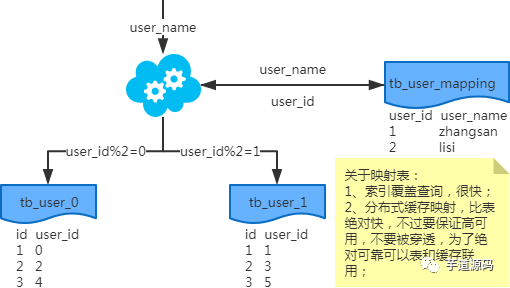 user_name
user_name
user_id
tb_user_mapping
user_id user_name
1 zhangsan
2 lisi
user_id%2=0
user_id%2=1
tb_user_0
id user_id
1 0
2 2
3 4
tb_user_1
id user_id
1 1
2 3
3 5
关于映射表：
1、索引覆盖查询，很快；
2、分布式缓存映射，比表
绝对快，不过要保证高可
用，不要被穿透，为了绝
对可靠可以表和缓存联
用；
芋道源码